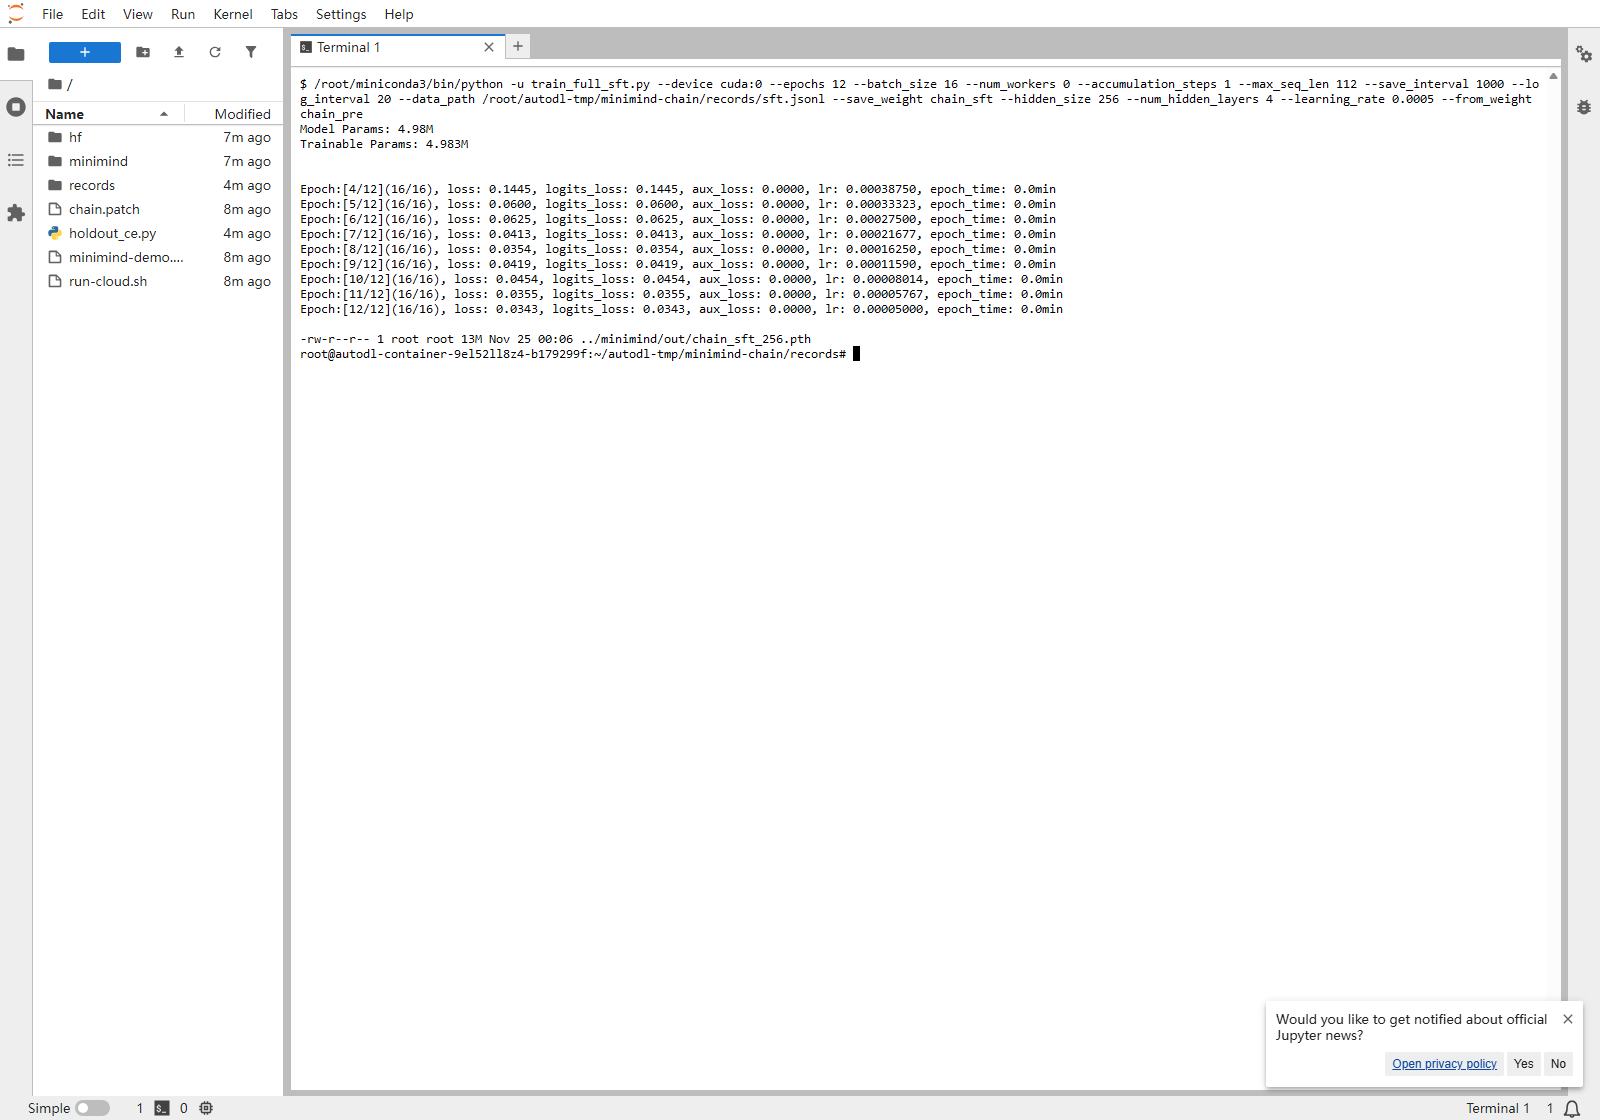 File Edit View Run Kernel Tabs Settings Help
Terminal 1
/
Name Modified
hf 7m ago
minimind 7m ago
records 4m ago
chain.patch 8m ago
holdout_ce.py 4m ago
minimind-demo.... 8m ago
run-cloud.sh 8m ago
$ /root/miniconda3/bin/python -u train_full_sft.py --device cuda:0 --epochs 12 --batch_size 16 --num_workers 0 --accumulation_steps 1 --max_seq_len 112 --save_interval 1000 --lo
g_interval 20 --data_path /root/autodl-tmp/minimind-chain/records/sft.jsonl --save_weight chain_sft --hidden_size 256 --num_hidden_layers 4 --learning_rate 0.0005 --from_weight
chain_pre
Model Params: 4.98M
Trainable Params: 4.983M
Epoch:[4/12](16/16), loss: 0.1445, logits_loss: 0.1445, aux_loss: 0.0000, lr: 0.00038750, epoch_time: 0.0min
Epoch:[5/12](16/16), loss: 0.0600, logits_loss: 0.0600, aux_loss: 0.0000, lr: 0.00033323, epoch_time: 0.0min
Epoch:[6/12](16/16), loss: 0.0625, logits_loss: 0.0625, aux_loss: 0.0000, lr: 0.00027500, epoch_time: 0.0min
Epoch:[7/12](16/16), loss: 0.0413, logits_loss: 0.0413, aux_loss: 0.0000, lr: 0.00021677, epoch_time: 0.0min
Epoch:[8/12](16/16), loss: 0.0354, logits_loss: 0.0354, aux_loss: 0.0000, lr: 0.00016250, epoch_time: 0.0min
Epoch:[9/12](16/16), loss: 0.0419, logits_loss: 0.0419, aux_loss: 0.0000, lr: 0.00011590, epoch_time: 0.0min
Epoch:[10/12](16/16), loss: 0.0454, logits_loss: 0.0454, aux_loss: 0.0000, lr: 0.00008014, epoch_time: 0.0min
Epoch:[11/12](16/16), loss: 0.0355, logits_loss: 0.0355, aux_loss: 0.0000, lr: 0.00005767, epoch_time: 0.0min
Epoch:[12/12](16/16), loss: 0.0343, logits_loss: 0.0343, aux_loss: 0.0000, lr: 0.00005000, epoch_time: 0.0min
-rw-r--r-- 1 root root 13M Nov 25 00:06 ../minimind/out/chain_sft_256.pth
root@autodl-container-9el52ll8z4-b179299f:~/autodl-tmp/minimind-chain/records#
Would you like to get notified about official
Jupyter news?
Open privacy policy Yes No
Simple 1 0 Terminal 1 1